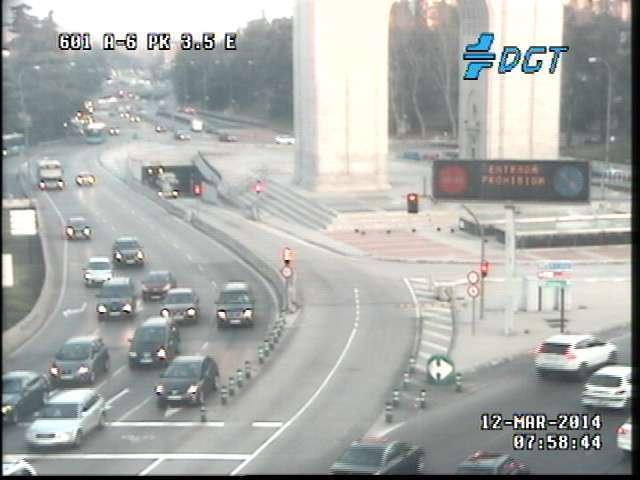 601 A-6 PK 3.5 E
DGT
ENTRADA
PROHIBIDA
12-MAR-2014
07:58:44